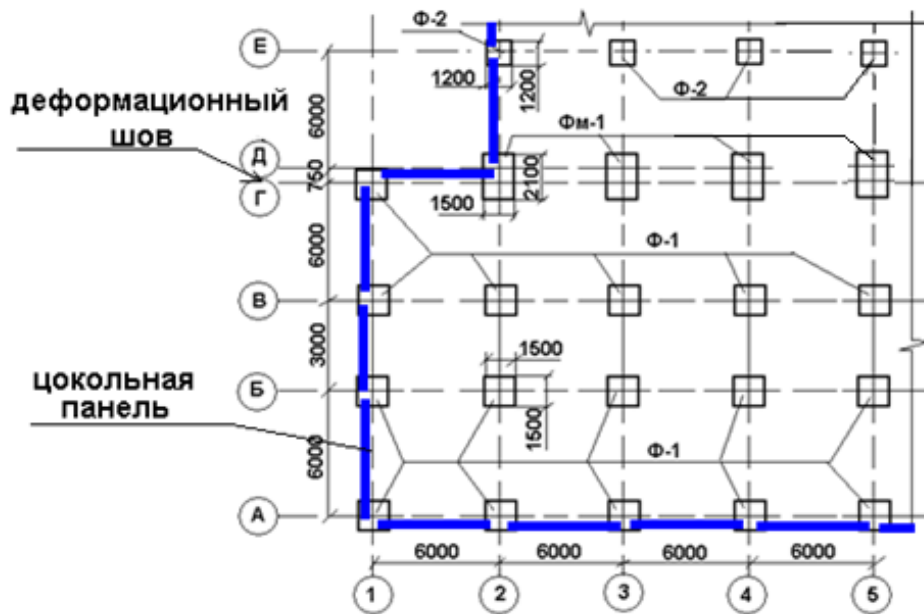 Ф-2
Е
1200
1200
Ф-2
деформационный
шов
6000
Фм-1
Д
750
Г
2100
1500
6000
Ф-1
В
3000
1500
цокольная
панель
Б
1500
6000
Ф-1
А
6000
6000
6000
6000
1
2
3
4
5